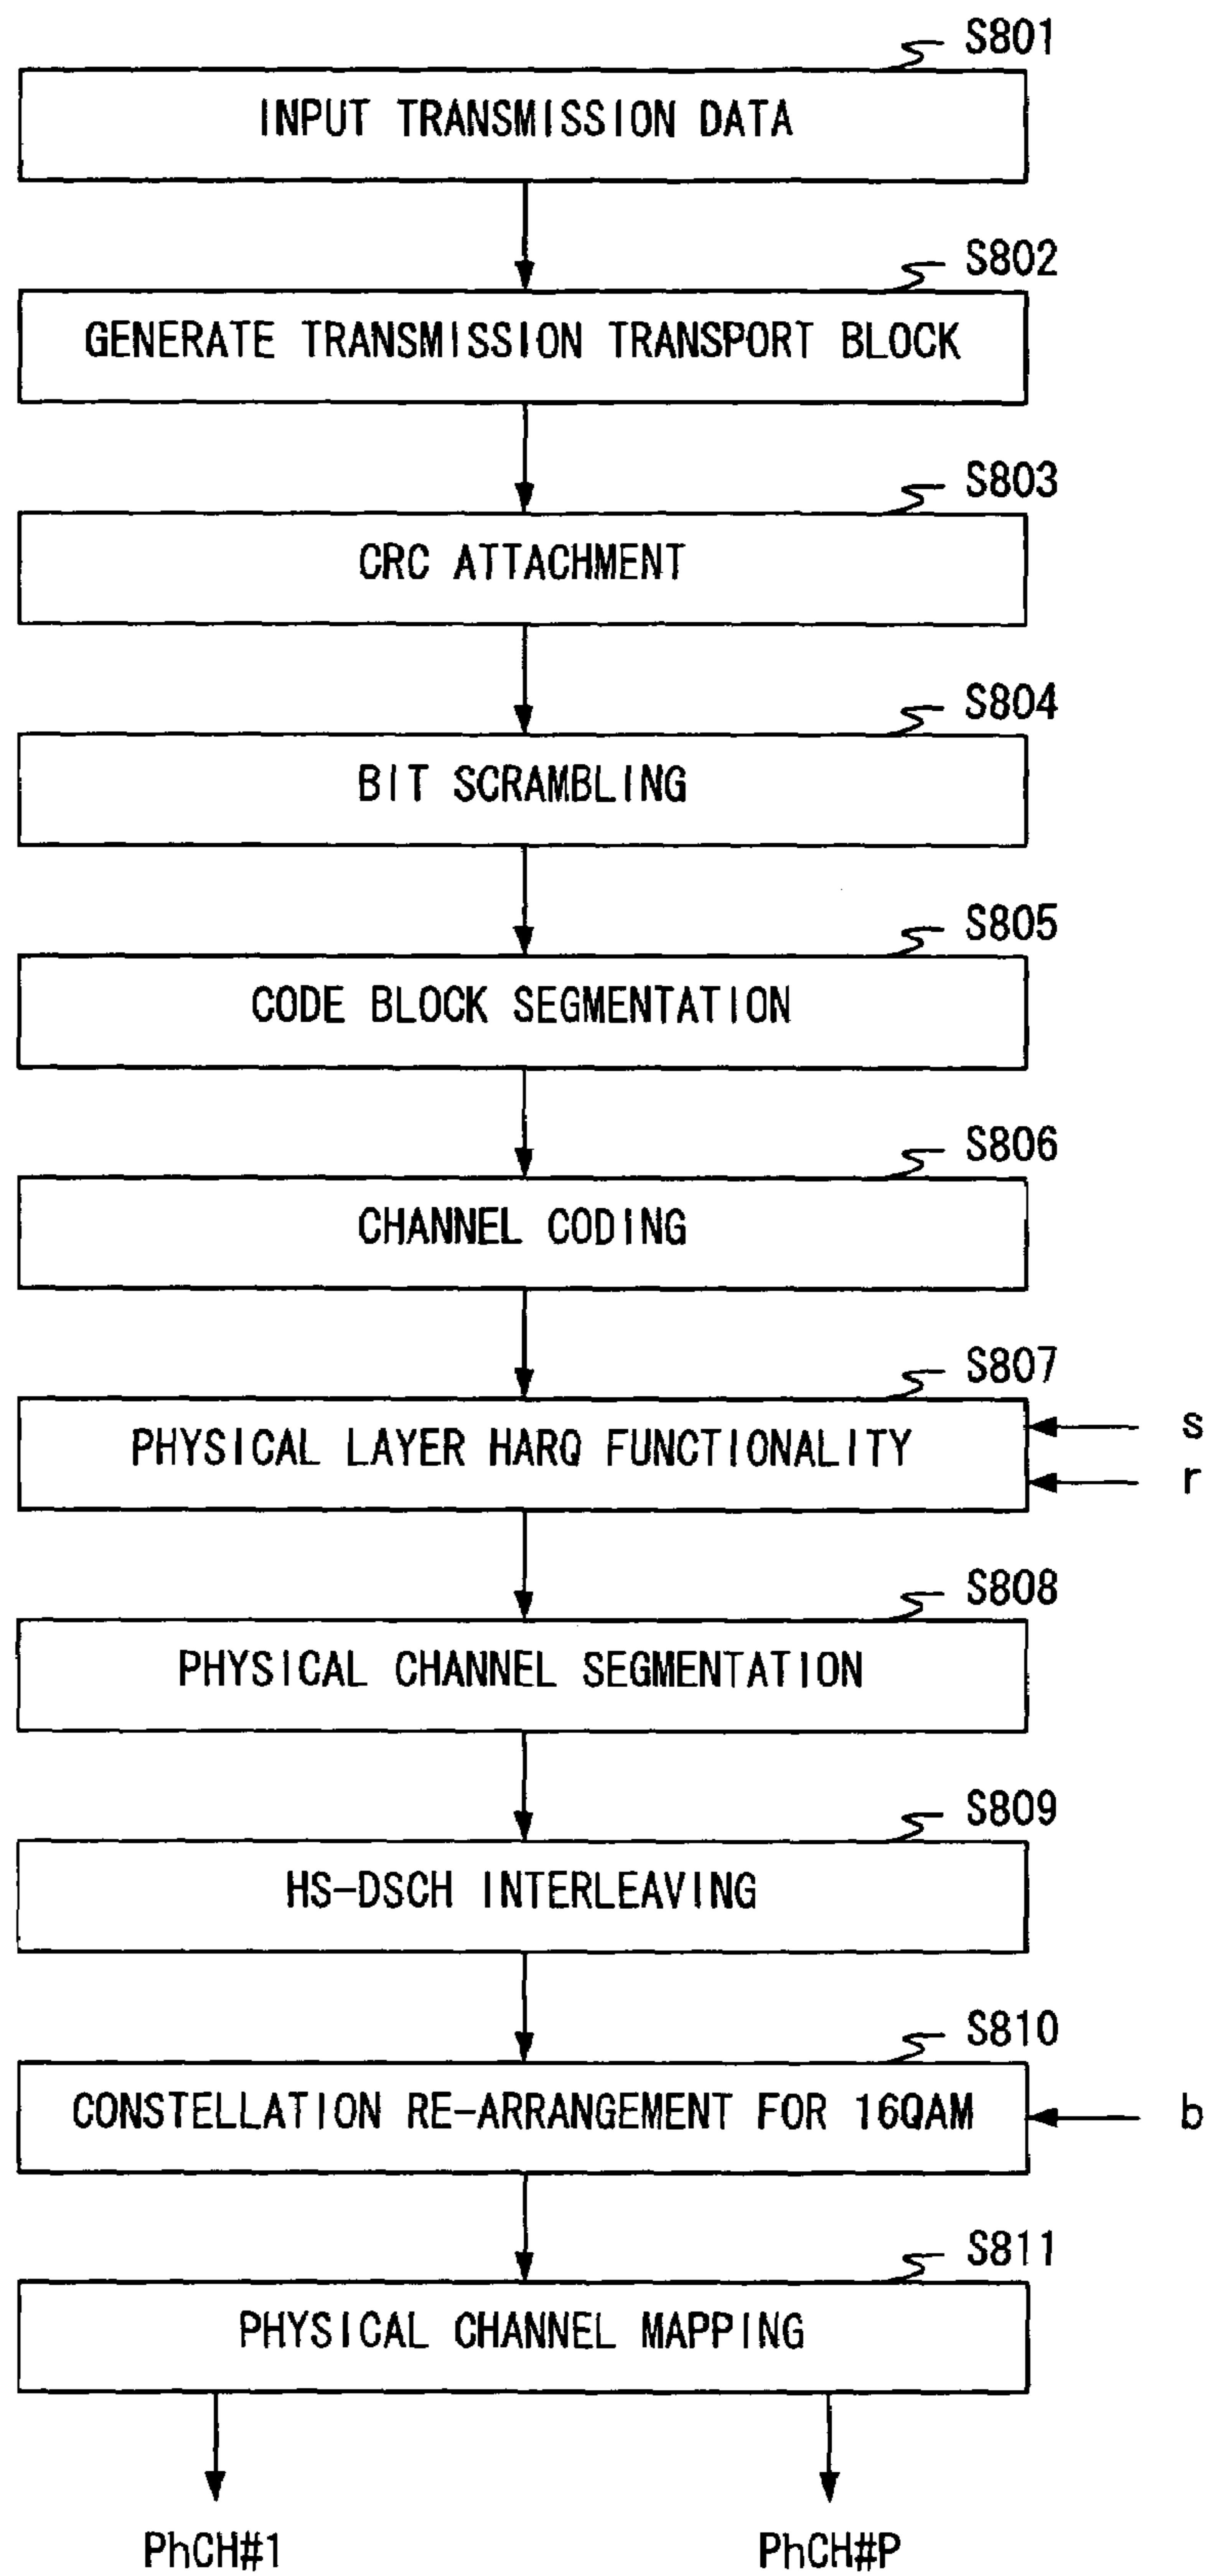 S801
INPUT TRANSMISSION DATA
S802
GENERATE TRANSMISSION TRANSPORT BLOCK
S803
CRC ATTACHMENT
S804
BIT SCRAMBLING
S805
CODE BLOCK SEGMENTATION
S806
CHANNEL CODING
S807
PHYSICAL LAYER HARQ FUNCTIONALITY
s
r
S808
PHYSICAL CHANNEL SEGMENTATION
S809
HS-DSCH INTERLEAVING
S810
CONSTELLATION RE-ARRANGEMENT FOR 16QAM
b
S811
PHYSICAL CHANNEL MAPPING
PhCH#1 PhCH#P